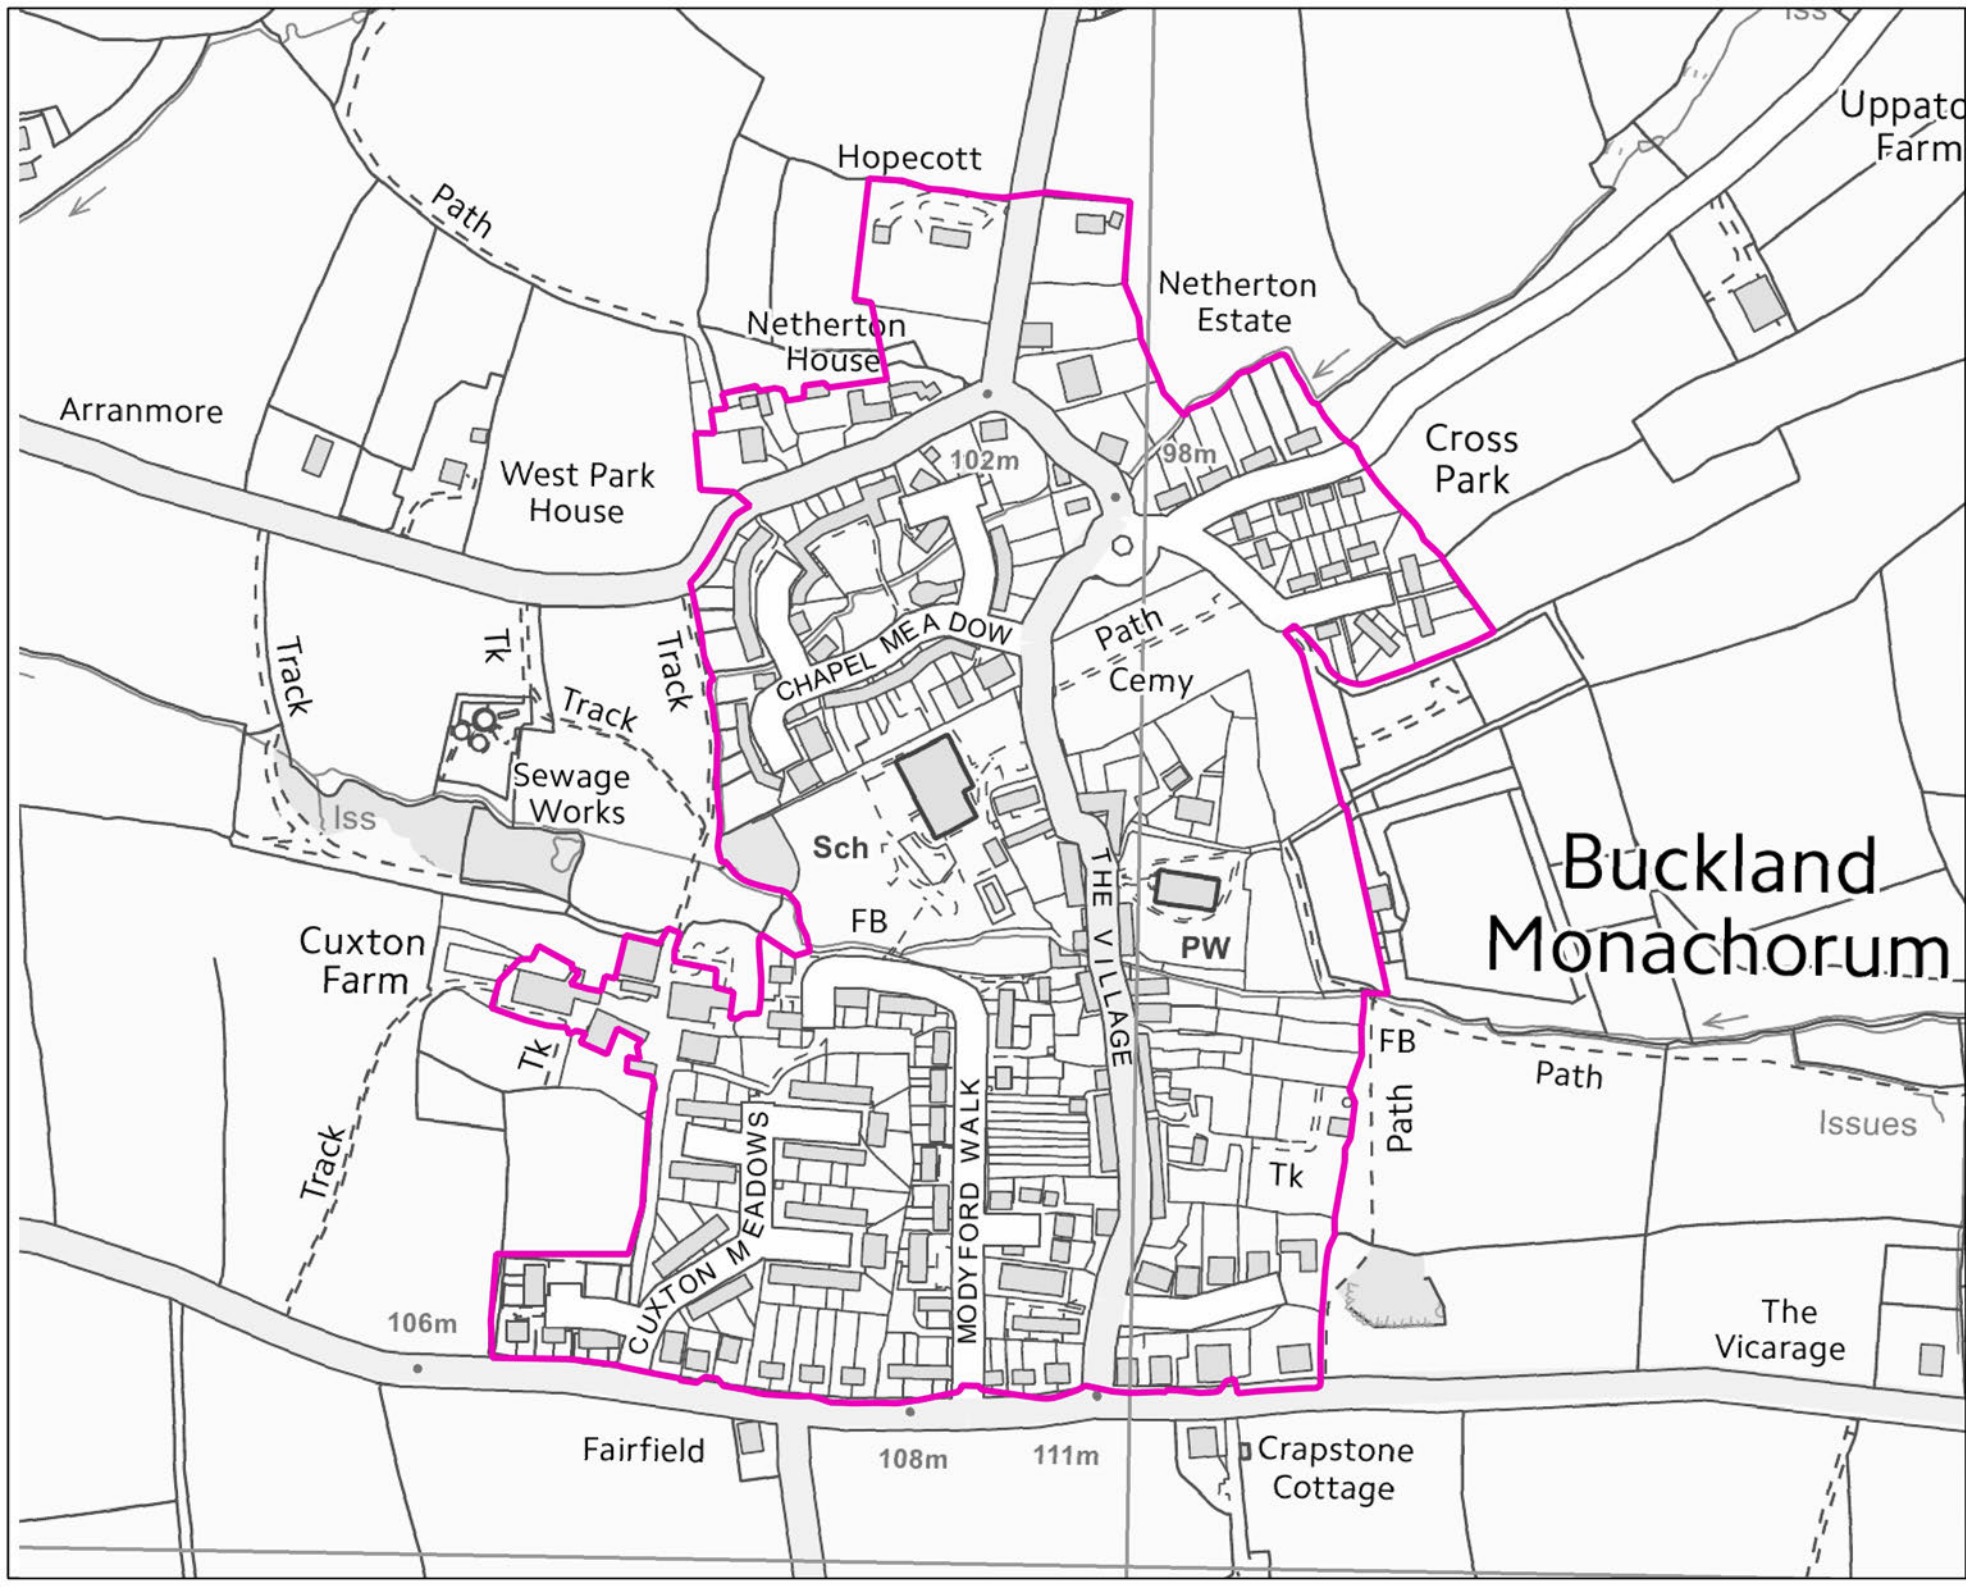 Iss
Uppato
Farm
Hopecott
Path
Netherton
Estate
Netherton
House
Arranmore
Cross
Park
West Park
House
102m
98m
Track
Tk
Track
Track
CHAPEL MEADOW
Path
Cemy
Sewage
Works
Iss
Sch
THE VILLAGE
Buckland
Monachorum
FB
PW
Cuxton
Farm
Tk
FB
Path
Path
Issues
Track
CUXTON MEADOWS
MODYFORD WALK
Tk
106m
The
Vicarage
Fairfield
108m
111m
Crapstone
Cottage